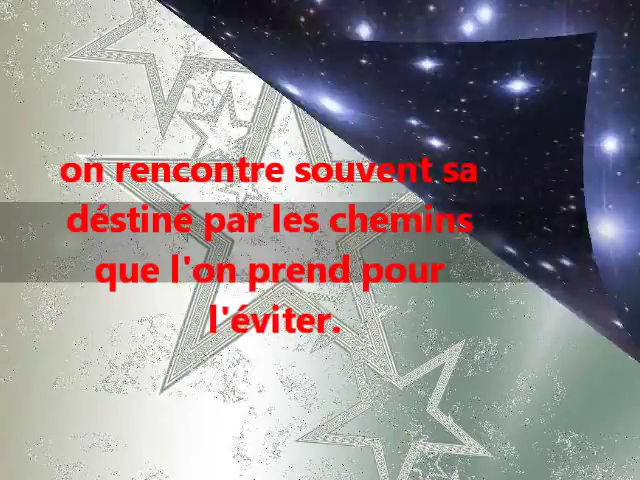 on rencontre souvent sa
déstiné par les chemins
que l'on prend pour
l'éviter.